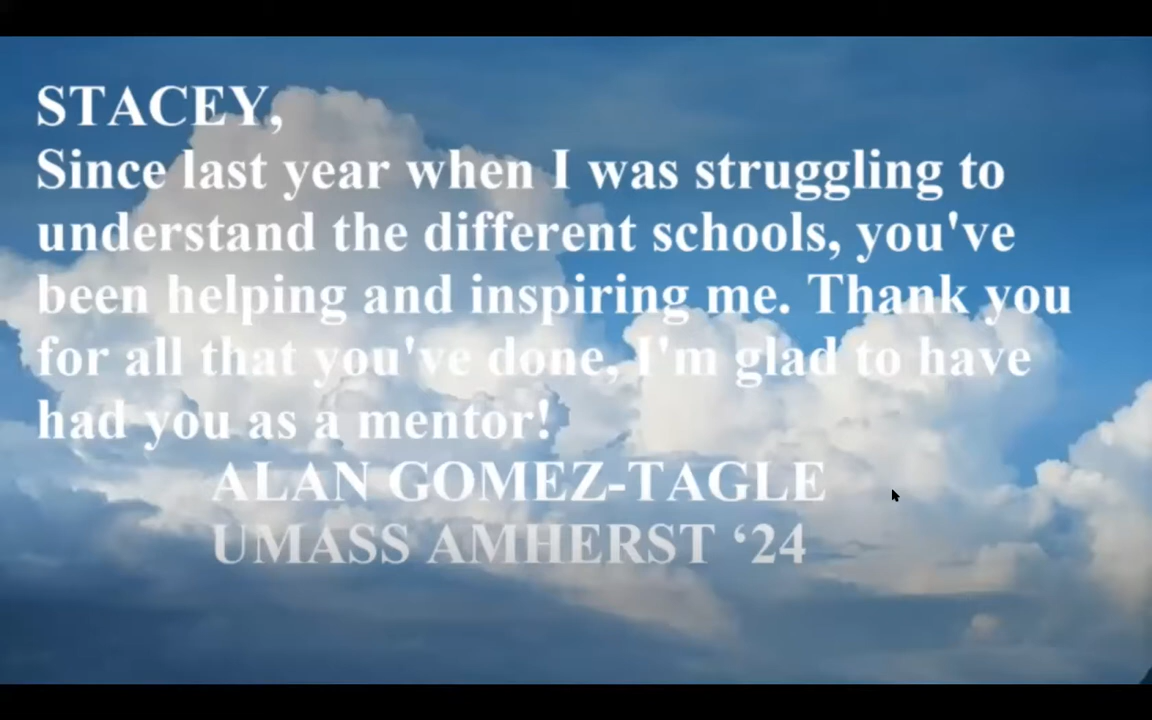 STACEY,
Since last year when I was struggling to
understand the different schools, you've
been helping and inspiring me. Thank you
for all that you've done, I'm glad to have
had you as a mentor!
ALAN GOMEZ-TAGLE
UMASS AMHERST ‘24